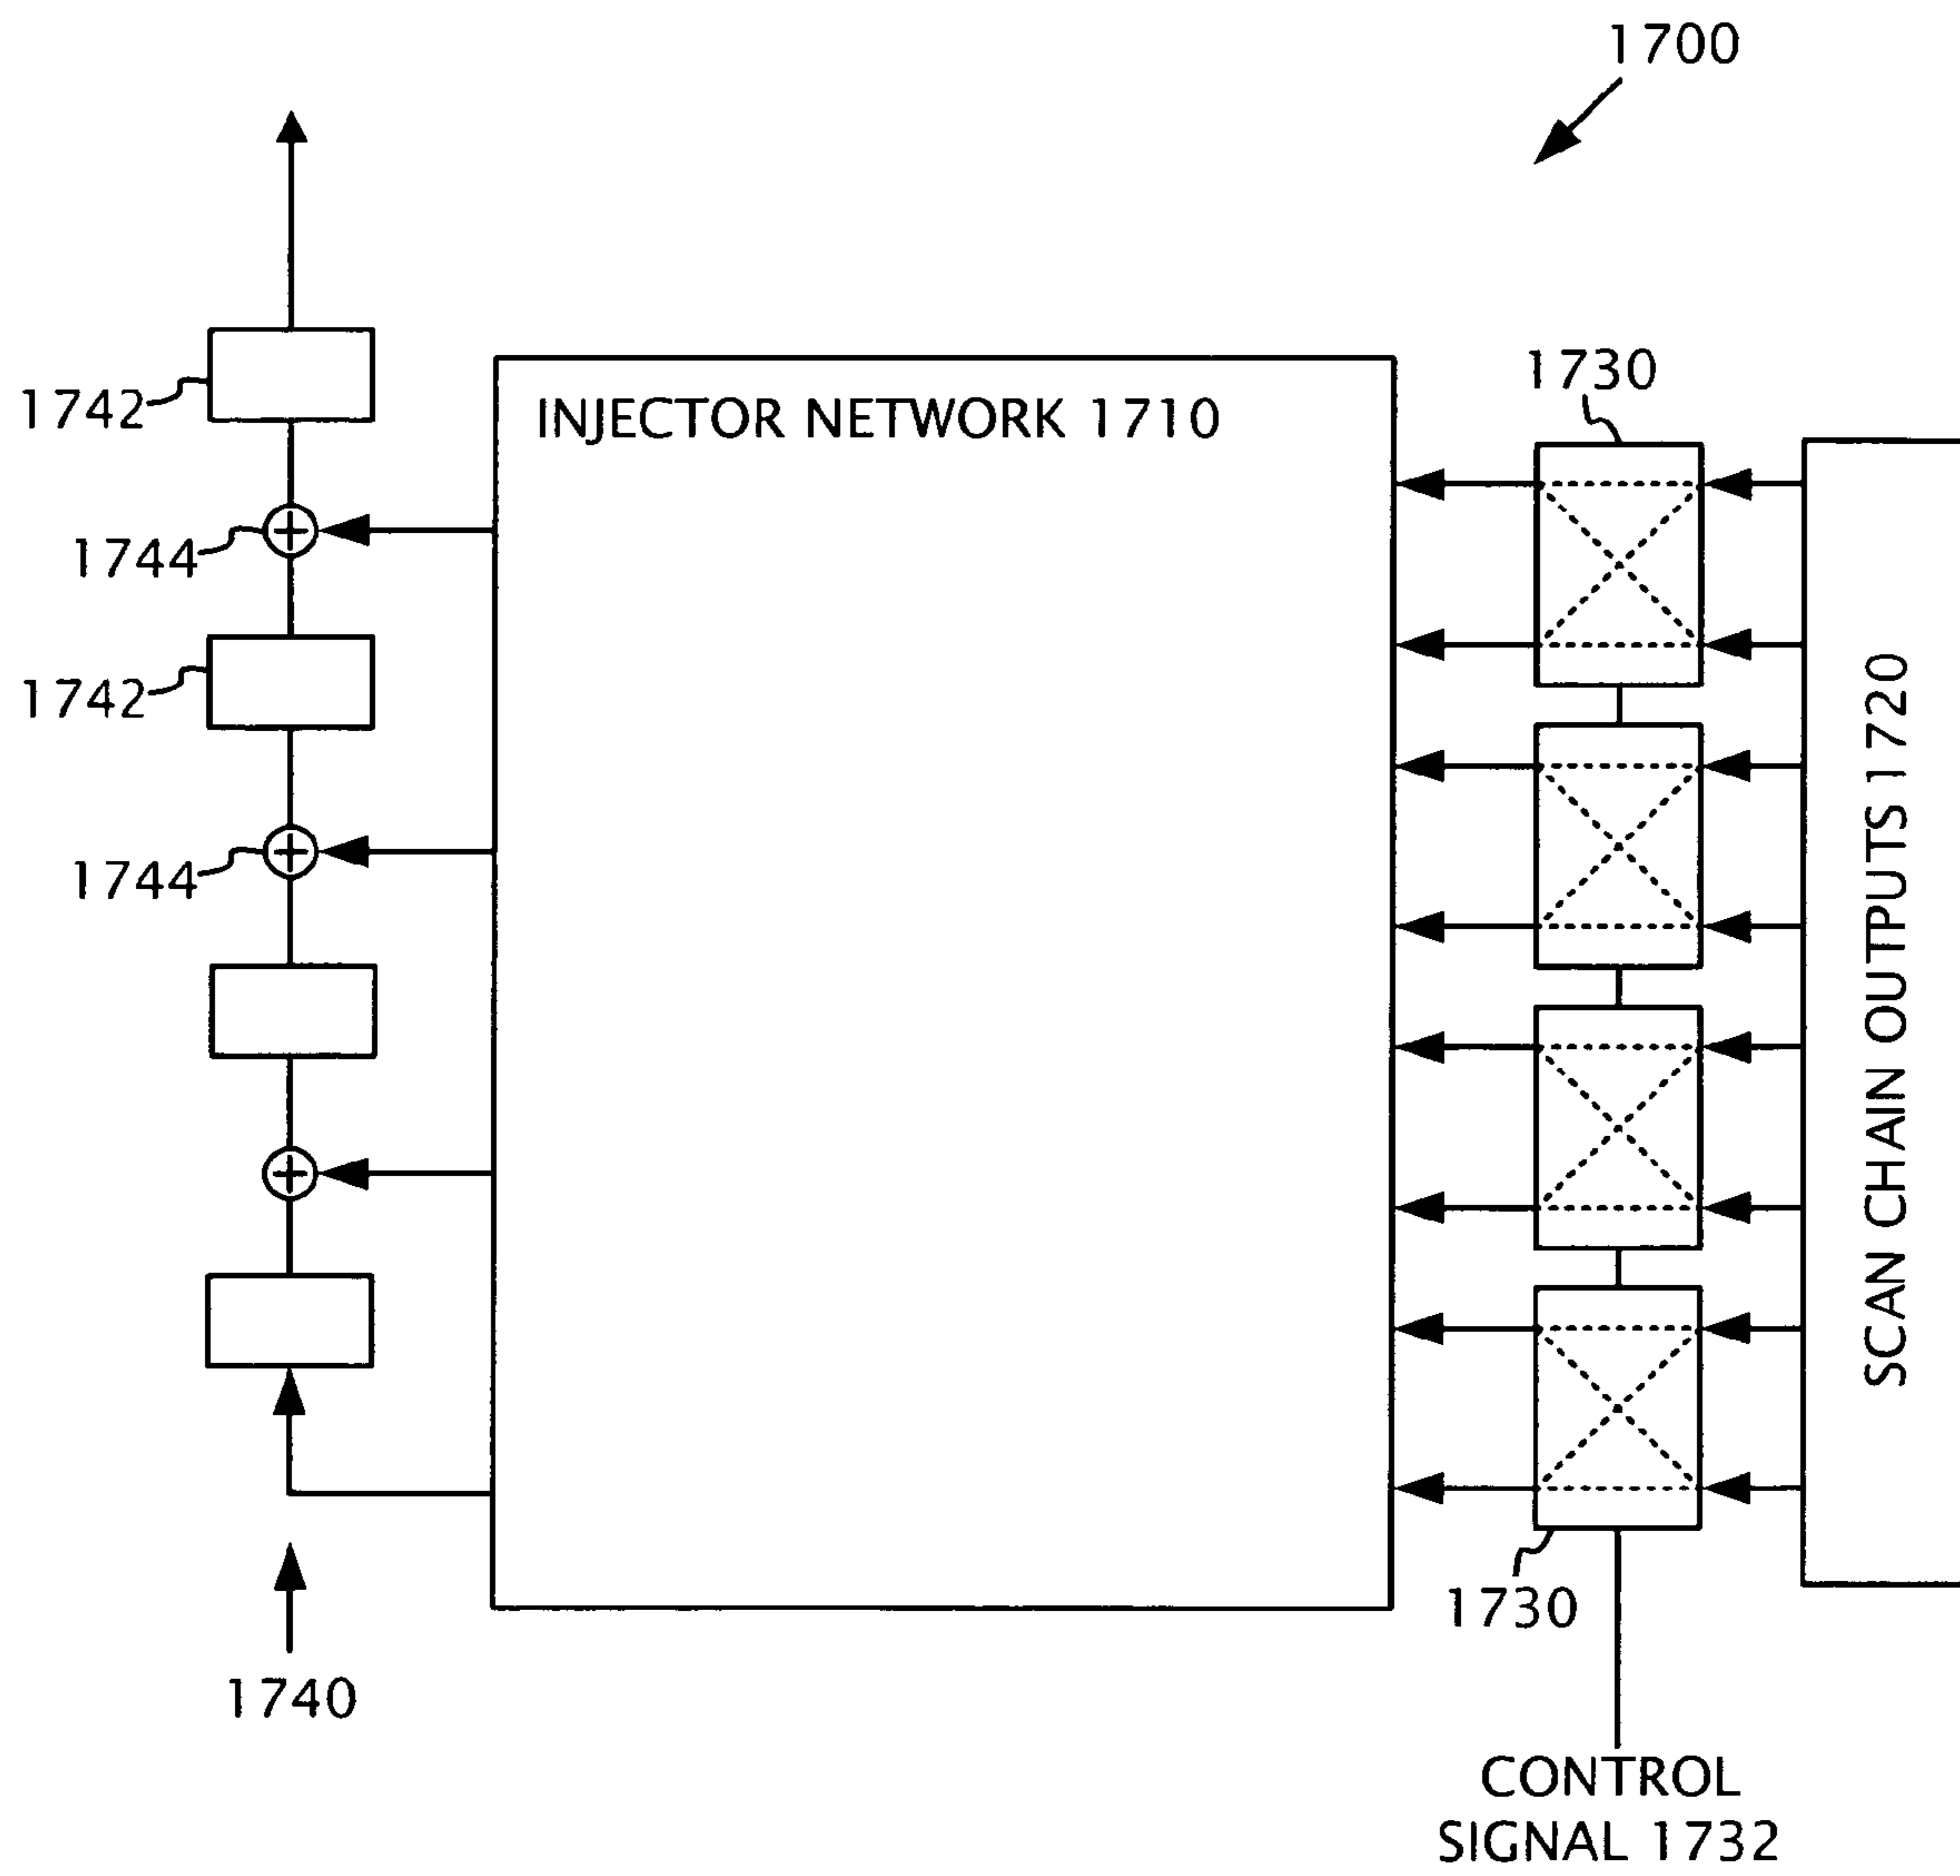 1700
1730
1742
INJECTOR NETWORK 1710
1744
1742
SCAN CHAIN OUTPUTS 1720
1744
1730
1740
CONTROL
SIGNAL 1732